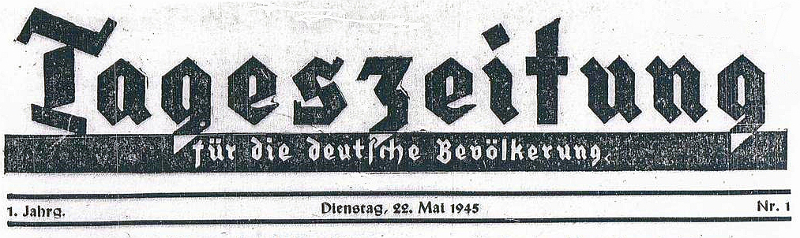 Tageszeitung
für die deutsche Bevölkerung.
1. Jahrg. Dienstag, 22. Mai 1945 Nr. 1